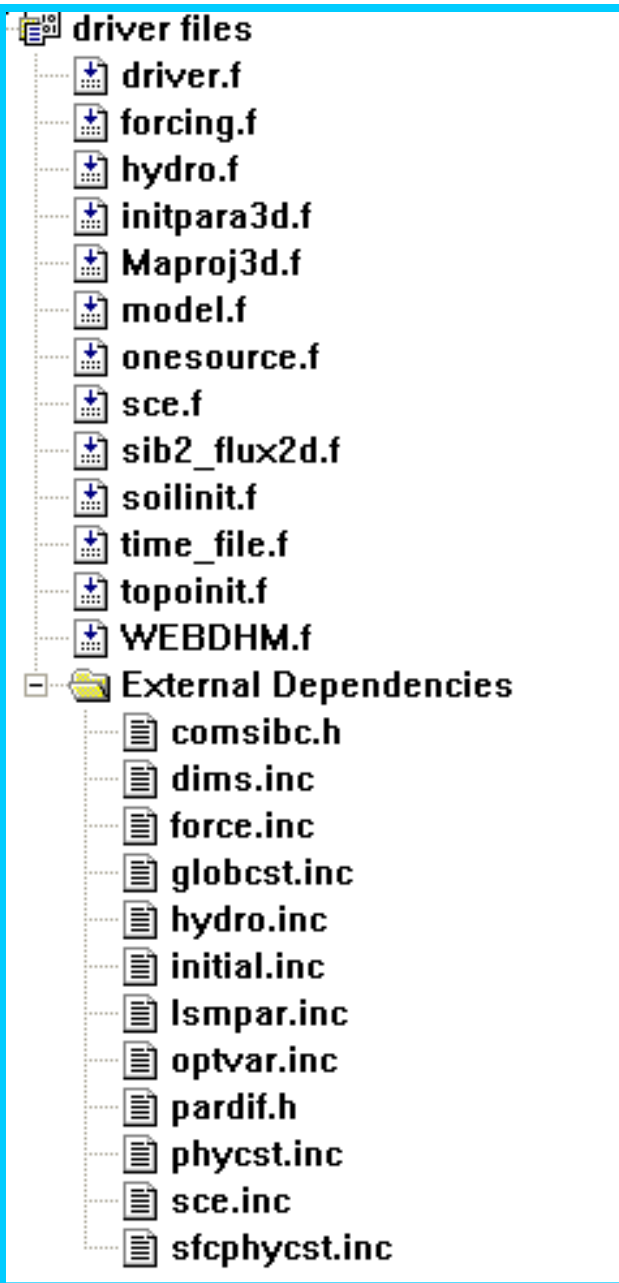 driver files
driver.f
forcing.f
hydro.f
initpara3d.f
Maproj3d.f
model.f
onesource.f
sce.f
sib2_flux2d.f
soilinit.f
time_file.f
topoinit.f
WEBDHM.f
External Dependencies
comsibc.h
dims.inc
force.inc
globcst.inc
hydro.inc
initial.inc
lsmpar.inc
optvar.inc
pardif.h
phycst.inc
sce.inc
sfcphycst.inc